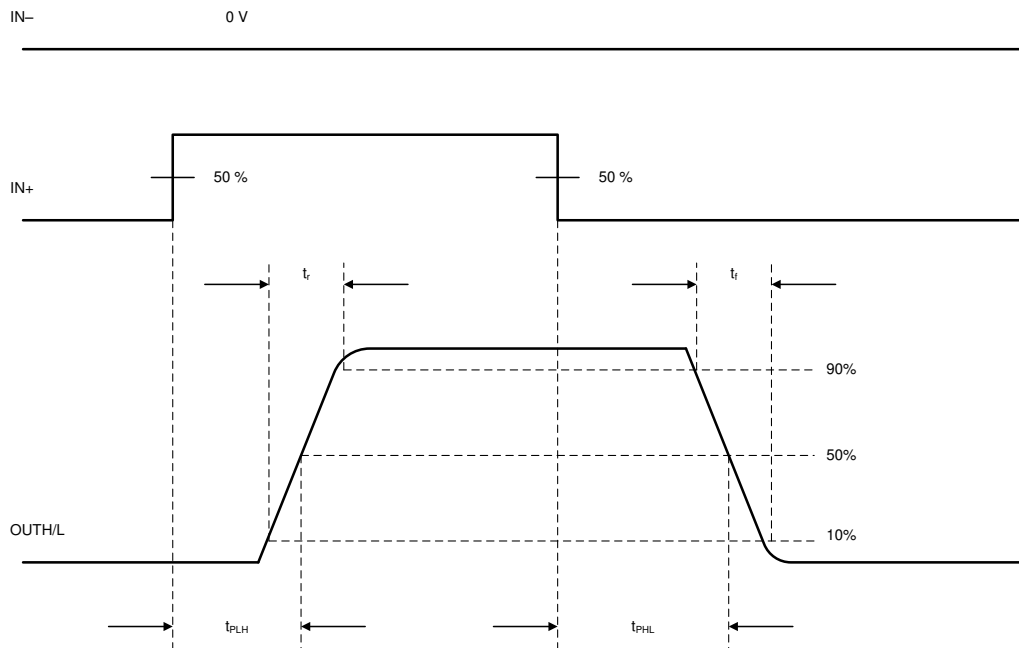 IN– 0 V
50 % 50 %
IN+
tr tf
90%
50%
OUTH/L 10%
tPLH tPHL